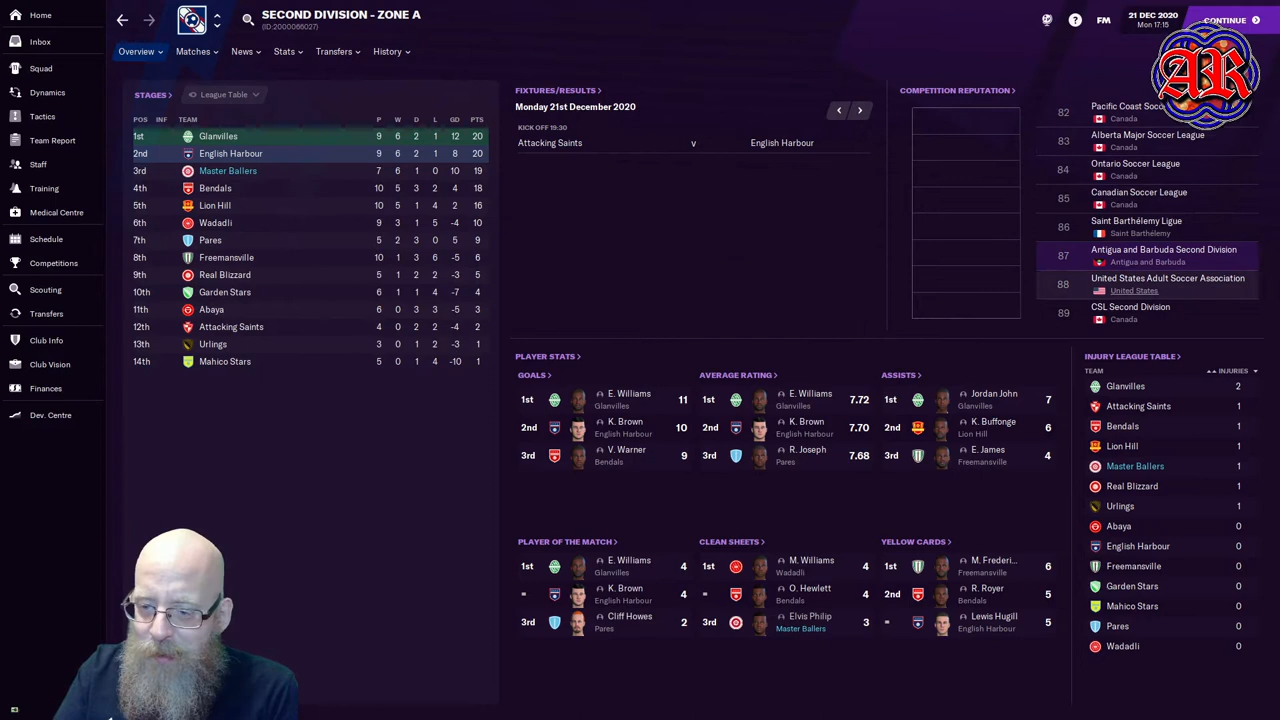 SECOND DIVISION - ZONE A
(ID:2000066027)
FM
21 DEC 2020
Mon 17:15
CONTINUE
AR
Home
Inbox
Squad
Dynamics
Tactics
Team Report
Staff
Training
Medical Centre
Schedule
Competitions
Scouting
Transfers
Club Info
Club Vision
Finances
Dev. Centre
Overview
Matches
News
Stats
Transfers
History
STAGES
League Table
POS INF TEAM P W D L GD PTS
1st Glanvilles 9 6 2 1 12 20
2nd English Harbour 9 6 2 1 8 20
3rd Master Ballers 7 6 1 0 10 19
4th Bendals 10 5 3 2 4 18
5th Lion Hill 10 5 1 4 2 16
6th Wadadli 9 3 1 5 -4 10
7th Pares 5 2 3 0 5 9
8th Freemansville 10 1 3 6 -5 6
9th Real Blizzard 5 1 2 2 -3 5
10th Garden Stars 6 1 1 4 -7 4
11th Abaya 6 0 3 3 -5 3
12th Attacking Saints 4 0 2 2 -4 2
13th Urlings 3 0 1 2 -3 1
14th Mahico Stars 5 0 1 4 -10 1
FIXTURES/RESULTS
Monday 21st December 2020
KICK OFF 19:30
Attacking Saints v English Harbour
COMPETITION REPUTATION
82 Pacific Coast
Canada
83 Alberta Major Soccer League
Canada
84 Ontario Soccer League
Canada
85 Canadian Soccer League
Canada
86 Saint Barthélemy Ligue
Saint Barthélemy
87 Antigua and Barbuda Second Division
Antigua and Barbuda
88 United States Adult Soccer Association
United States
89 CSL Second Division
Canada
PLAYER STATS
GOALS
1st E. Williams 11
Glanvilles
2nd K. Brown 10
English Harbour
3rd V. Warner 9
Bendals
AVERAGE RATING
1st E. Williams 7.72
Glanvilles
2nd K. Brown 7.70
English Harbour
3rd R. Joseph 7.68
Pares
ASSISTS
1st Jordan John 7
Glanvilles
2nd K. Buffonge 6
Lion Hill
3rd E. James 4
Freemansville
PLAYER OF THE MATCH
1st E. Williams 4
Glanvilles
= K. Brown 4
English Harbour
3rd Cliff Howes 2
Pares
CLEAN SHEETS
1st M. Williams 4
Wadadli
= O. Hewlett 4
Bendals
3rd Elvis Philip 3
Master Ballers
YELLOW CARDS
1st M. Frederi... 6
Freemansville
2nd R. Royer 5
Bendals
= Lewis Hugill 5
English Harbour
INJURY LEAGUE TABLE
TEAM INJURIES
Glanvilles 2
Attacking Saints 1
Bendals 1
Lion Hill 1
Master Ballers 1
Real Blizzard 1
Urlings 1
Abaya 0
English Harbour 0
Freemansville 0
Garden Stars 0
Mahico Stars 0
Pares 0
Wadadli 0